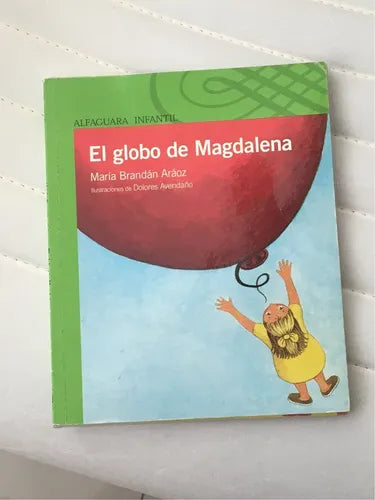 ALFAGUARA INFANTIL
El globo de Magdalena
María Brandán Aráoz
Ilustraciones de Dolores Avendaño